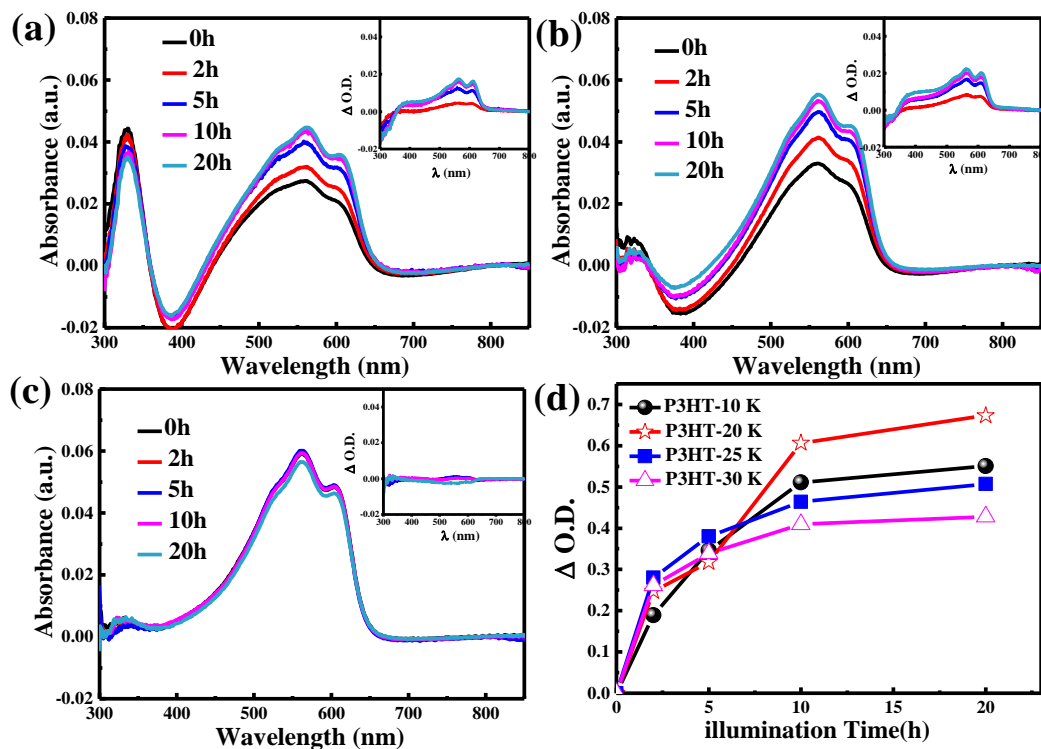 (a)
0h
2h
5h
10h
20h
Absorbance (a.u.)
0.08
0.06
0.04
0.02
0.00
-0.02
300 400 500 600 700 800
Wavelength (nm)
Δ O.D.
0.04
0.02
0.00
300 400 500 600 700 800
λ (nm)
(b)
0h
2h
5h
10h
20h
Absorbance (a.u.)
0.08
0.06
0.04
0.02
0.00
-0.02
300 400 500 600 700 800
Wavelength (nm)
Δ O.D.
0.04
0.02
0.00
300 400 500 600 700 800
λ (nm)
(c)
0h
2h
5h
10h
20h
Absorbance (a.u.)
0.08
0.06
0.04
0.02
0.00
-0.02
300 400 500 600 700 800
Wavelength (nm)
Δ O.D.
0.04
0.02
0.00
300 400 500 600 700 800
λ (nm)
(d)
P3HT-10 K
P3HT-20 K
P3HT-25 K
P3HT-30 K
Δ O.D.
0.7
0.6
0.5
0.4
0.3
0.2
0.1
0.0
0 5 10 15 20
illumination Time(h)